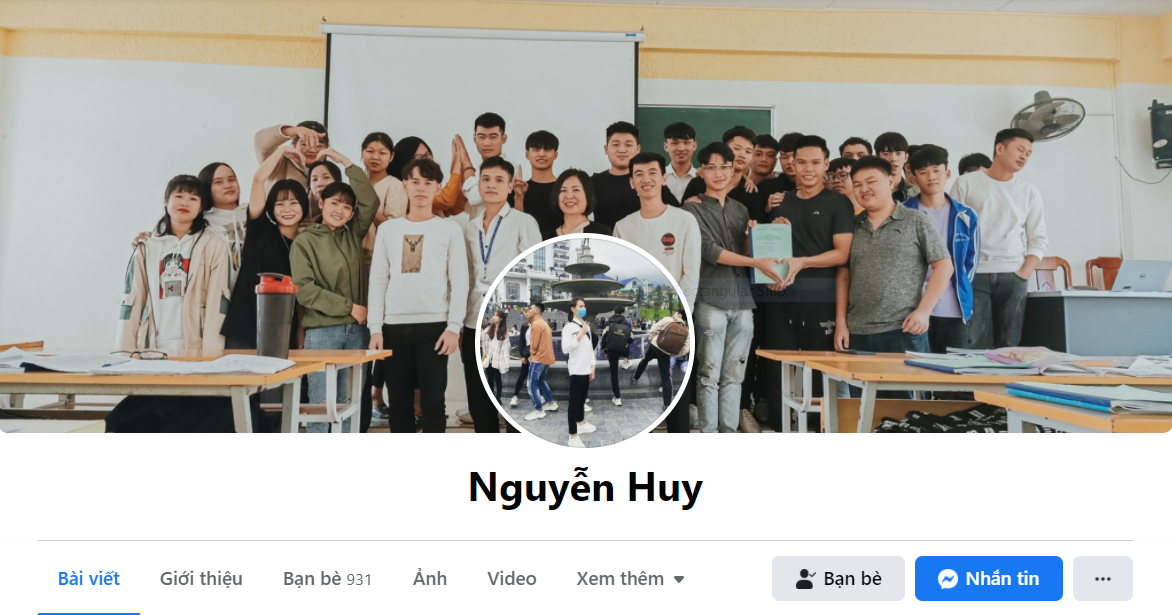 Nguyễn Huy
Bài viết
Giới thiệu
Bạn bè 931
Ảnh
Video
Xem thêm
Bạn bè
Nhắn tin